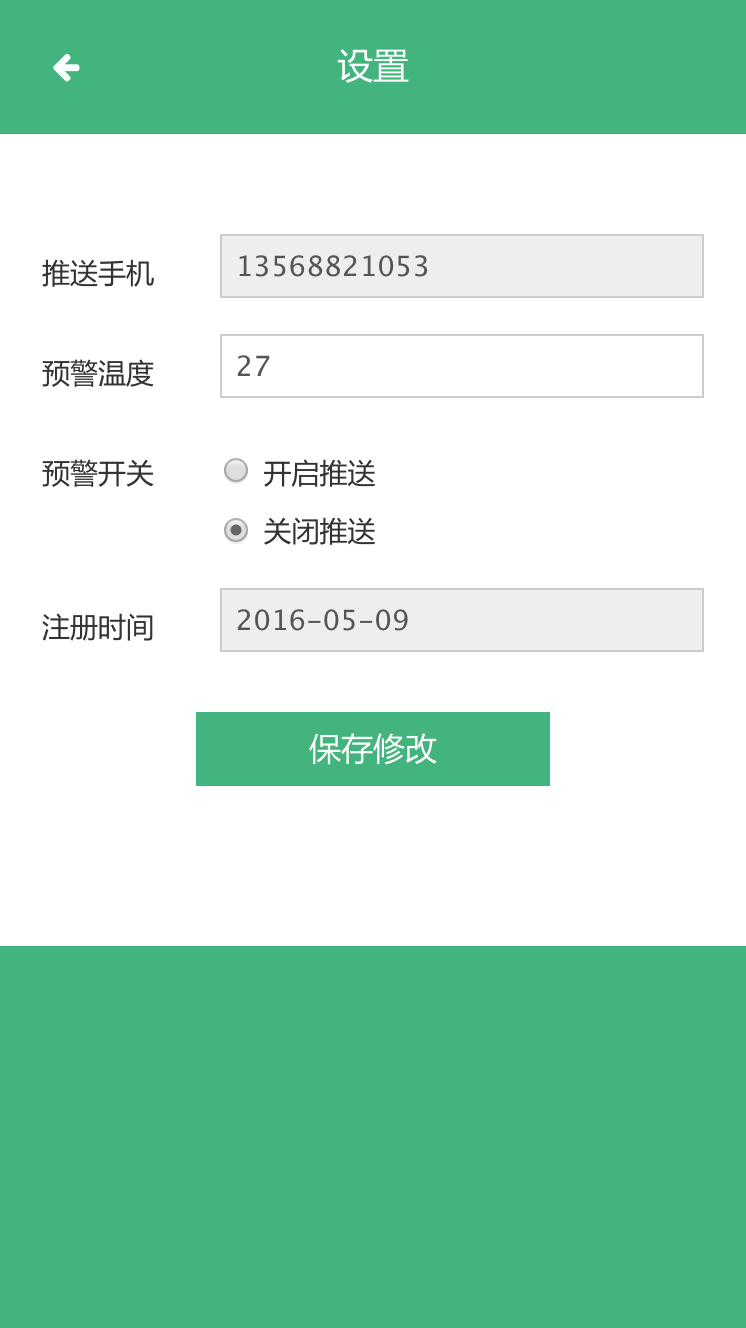 设置
推送手机 13568821053
预警温度 27
预警开关 开启推送
关闭推送
注册时间 2016-05-09
保存修改